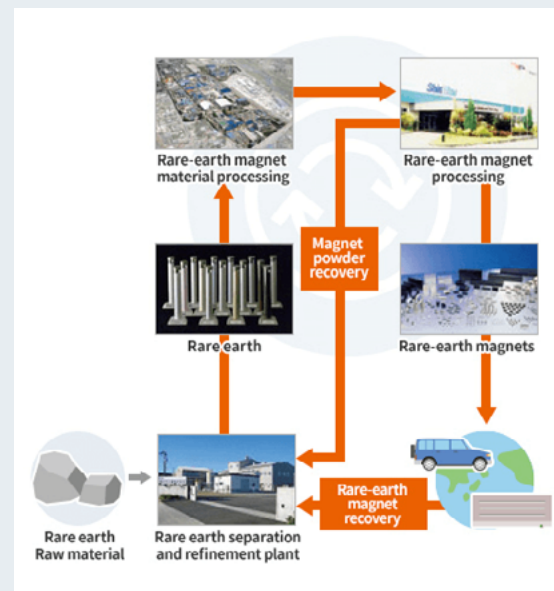 Rare-earth magnet
material processing
Rare-earth magnet
processing
Magnet
powder
recovery
Rare earth
Rare-earth magnets
Rare earth
Raw material
Rare earth separation
and refinement plant
Rare-earth
magnet
recovery